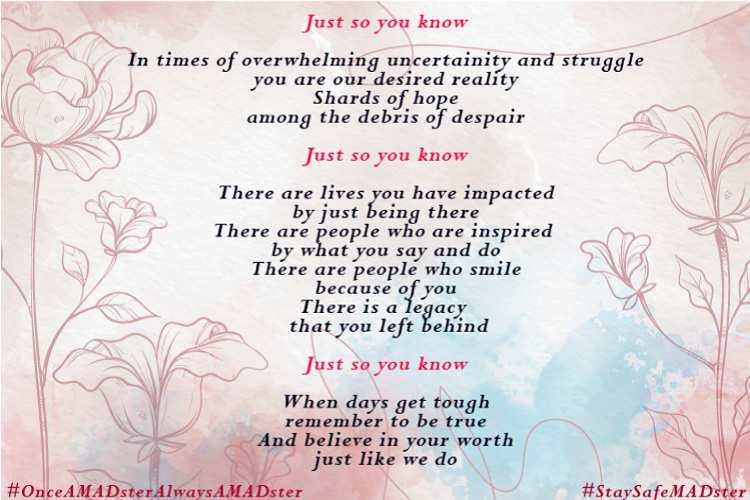 Just so you know
In times of overwhelming uncertainity and struggle
you are our desired reality
Shards of hope
among the debris of despair
Just so you know
There are lives you have impacted
by just being there
There are people who are inspired
by what you say and do
There are people who smile
because of you
There is a legacy
that you left behind
Just so you know
When days get tough
remember to be true
And believe in your worth
just like we do
#OnceAMADsterAlwaysAMADster
#StaySafeMADster